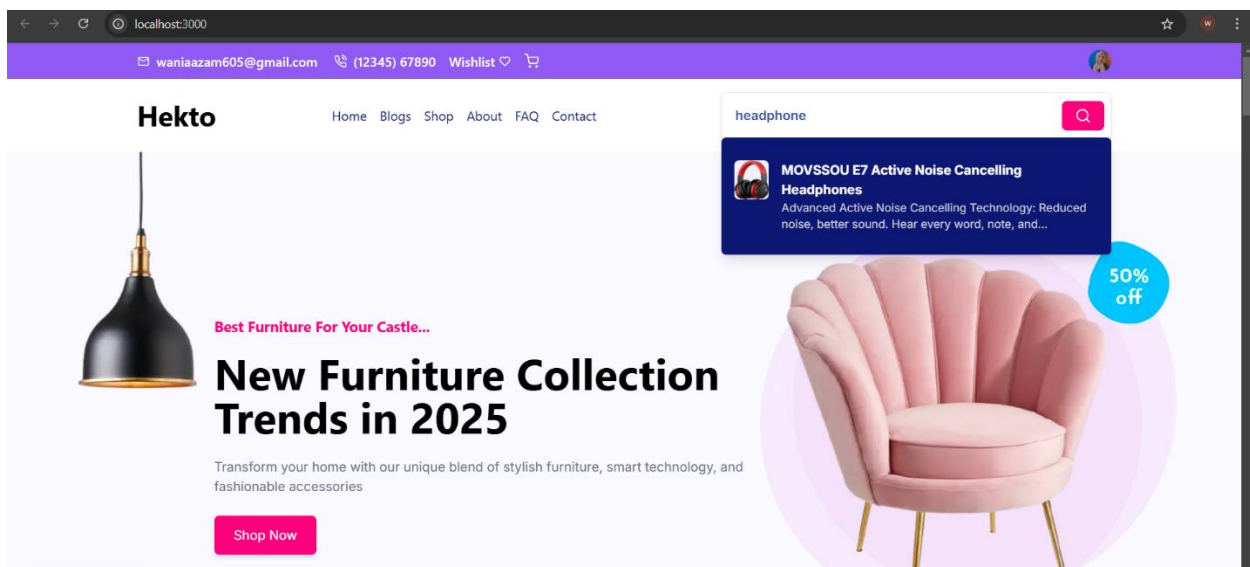 localhost:3000
W
waniaazam605@gmail.com (12345) 67890 Wishlist
Hekto
Home Blogs Shop About FAQ Contact
headphone
MOVSSOU E7 Active Noise Cancelling
Headphones
Advanced Active Noise Cancelling Technology: Reduced
noise, better sound. Hear every word, note, and...
50%
off
Best Furniture For Your Castle...
New Furniture Collection
Trends in 2025
Transform your home with our unique blend of stylish furniture, smart technology, and
fashionable accessories
Shop Now